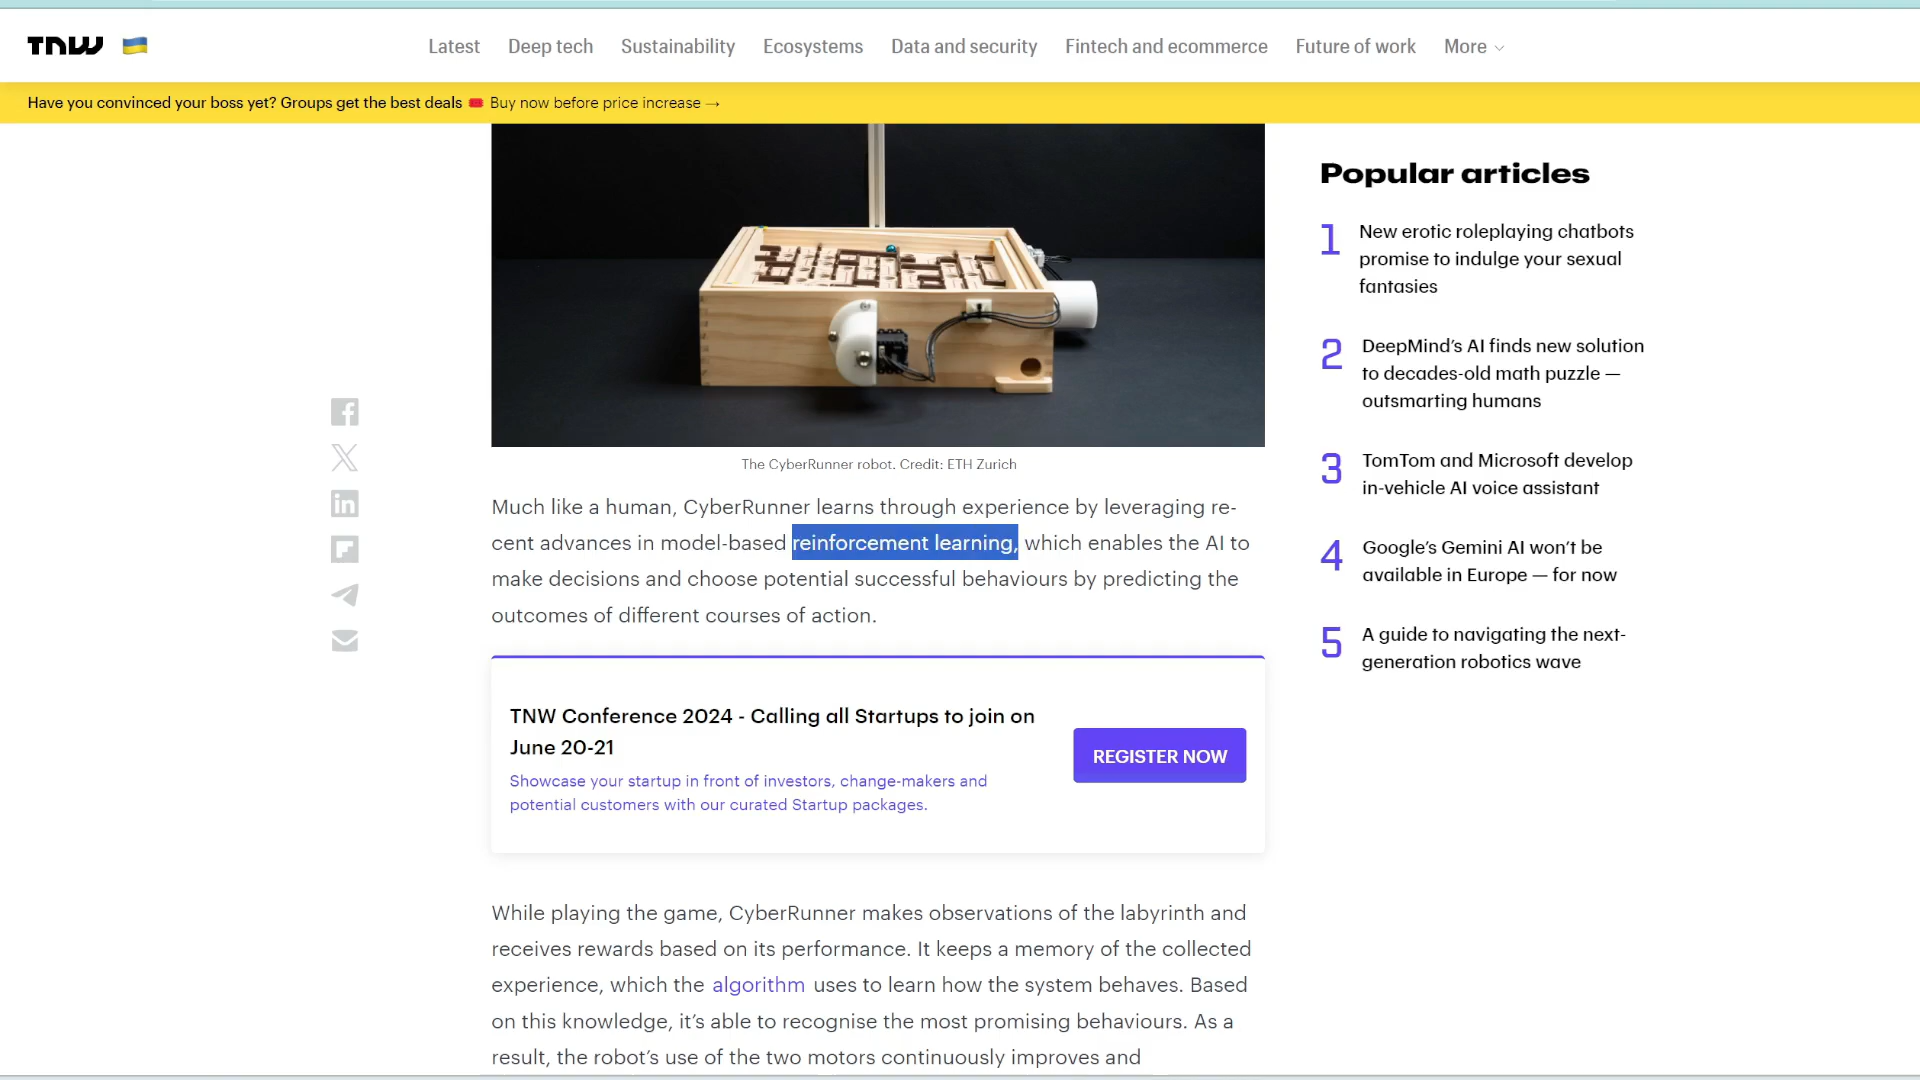 TNW
Latest
Deep tech
Sustainability
Ecosystems
Data and security
Fintech and ecommerce
Future of work
More
Have you convinced your boss yet? Groups get the best deals 🎟️ Buy now before price increase →
The CyberRunner robot. Credit: ETH Zurich
Much like a human, CyberRunner learns through experience by leveraging re-
cent advances in model-based reinforcement learning, which enables the AI to
make decisions and choose potential successful behaviours by predicting the
outcomes of different courses of action.
TNW Conference 2024 - Calling all Startups to join on
June 20-21
Showcase your startup in front of investors, change-makers and
potential customers with our curated Startup packages.
REGISTER NOW
While playing the game, CyberRunner makes observations of the labyrinth and
receives rewards based on its performance. It keeps a memory of the collected
experience, which the algorithm uses to learn how the system behaves. Based
on this knowledge, it’s able to recognise the most promising behaviours. As a
result, the robot’s use of the two motors continuously improves and
Popular articles
1 New erotic roleplaying chatbots
promise to indulge your sexual
fantasies
2 DeepMind’s AI finds new solution
to decades-old math puzzle —
outsmarting humans
3 TomTom and Microsoft develop
in-vehicle AI voice assistant
4 Google’s Gemini AI won’t be
available in Europe — for now
5 A guide to navigating the next-
generation robotics wave